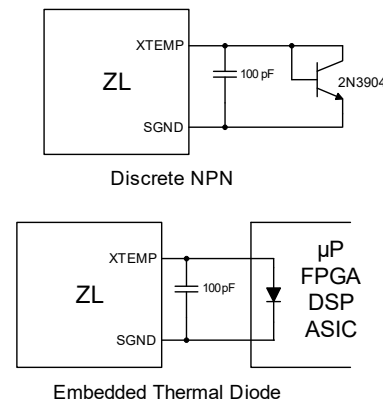 XTEMP
ZL
100 pF
2N3904
SGND
Discrete NPN
XTEMP
ZL
100pF
SGND
µP
FPGA
DSP
ASIC
Embedded Thermal Diode